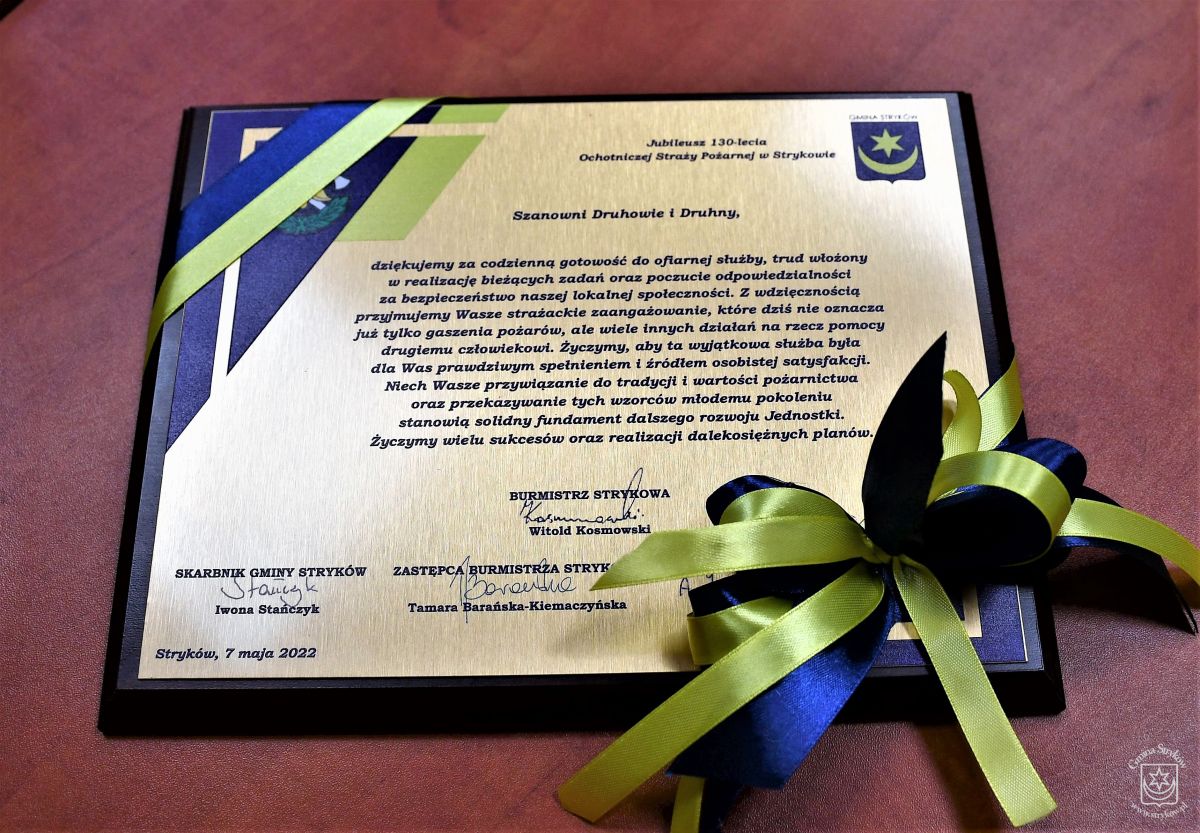 GMINA STRYKÓW
Jubileusz 130-lecia
Ochotniczej Straży Pożarnej w Strykowie
Szanowni Druhowie i Druhny,
dziękujemy za codzienną gotowość do ofiarnej służby, trud włożony
w realizację bieżących zadań oraz poczucie odpowiedzialności
za bezpieczeństwo naszej lokalnej społeczności. Z wdzięcznością
przyjmujemy Wasze strażackie zaangażowanie, które dziś nie oznacza
już tylko gaszenia pożarów, ale wiele innych działań na rzecz pomocy
drugiemu człowiekowi. Życzymy, aby ta wyjątkowa służba była
dla Was prawdziwym spełnieniem i źródłem osobistej satysfakcji.
Niech Wasze przywiązanie do tradycji i wartości pożarnictwa
oraz przekazywanie tych wzorców młodemu pokoleniu
stanowią solidny fundament dalszego rozwoju Jednostki.
Życzymy wielu sukcesów oraz realizacji dalekosiężnych planów.
BURMISTRZ STRYKOWA
Kosmowski
Witold Kosmowski
SKARBNIK GMINY STRYKÓW
Stańczyk
Iwona Stańczyk
ZASTĘPCA BURMISTRZA
Tamara Barańska-Kiemaczyńska
Stryków, 7 maja 2022
Gmina Stryków
www.strykow.pl